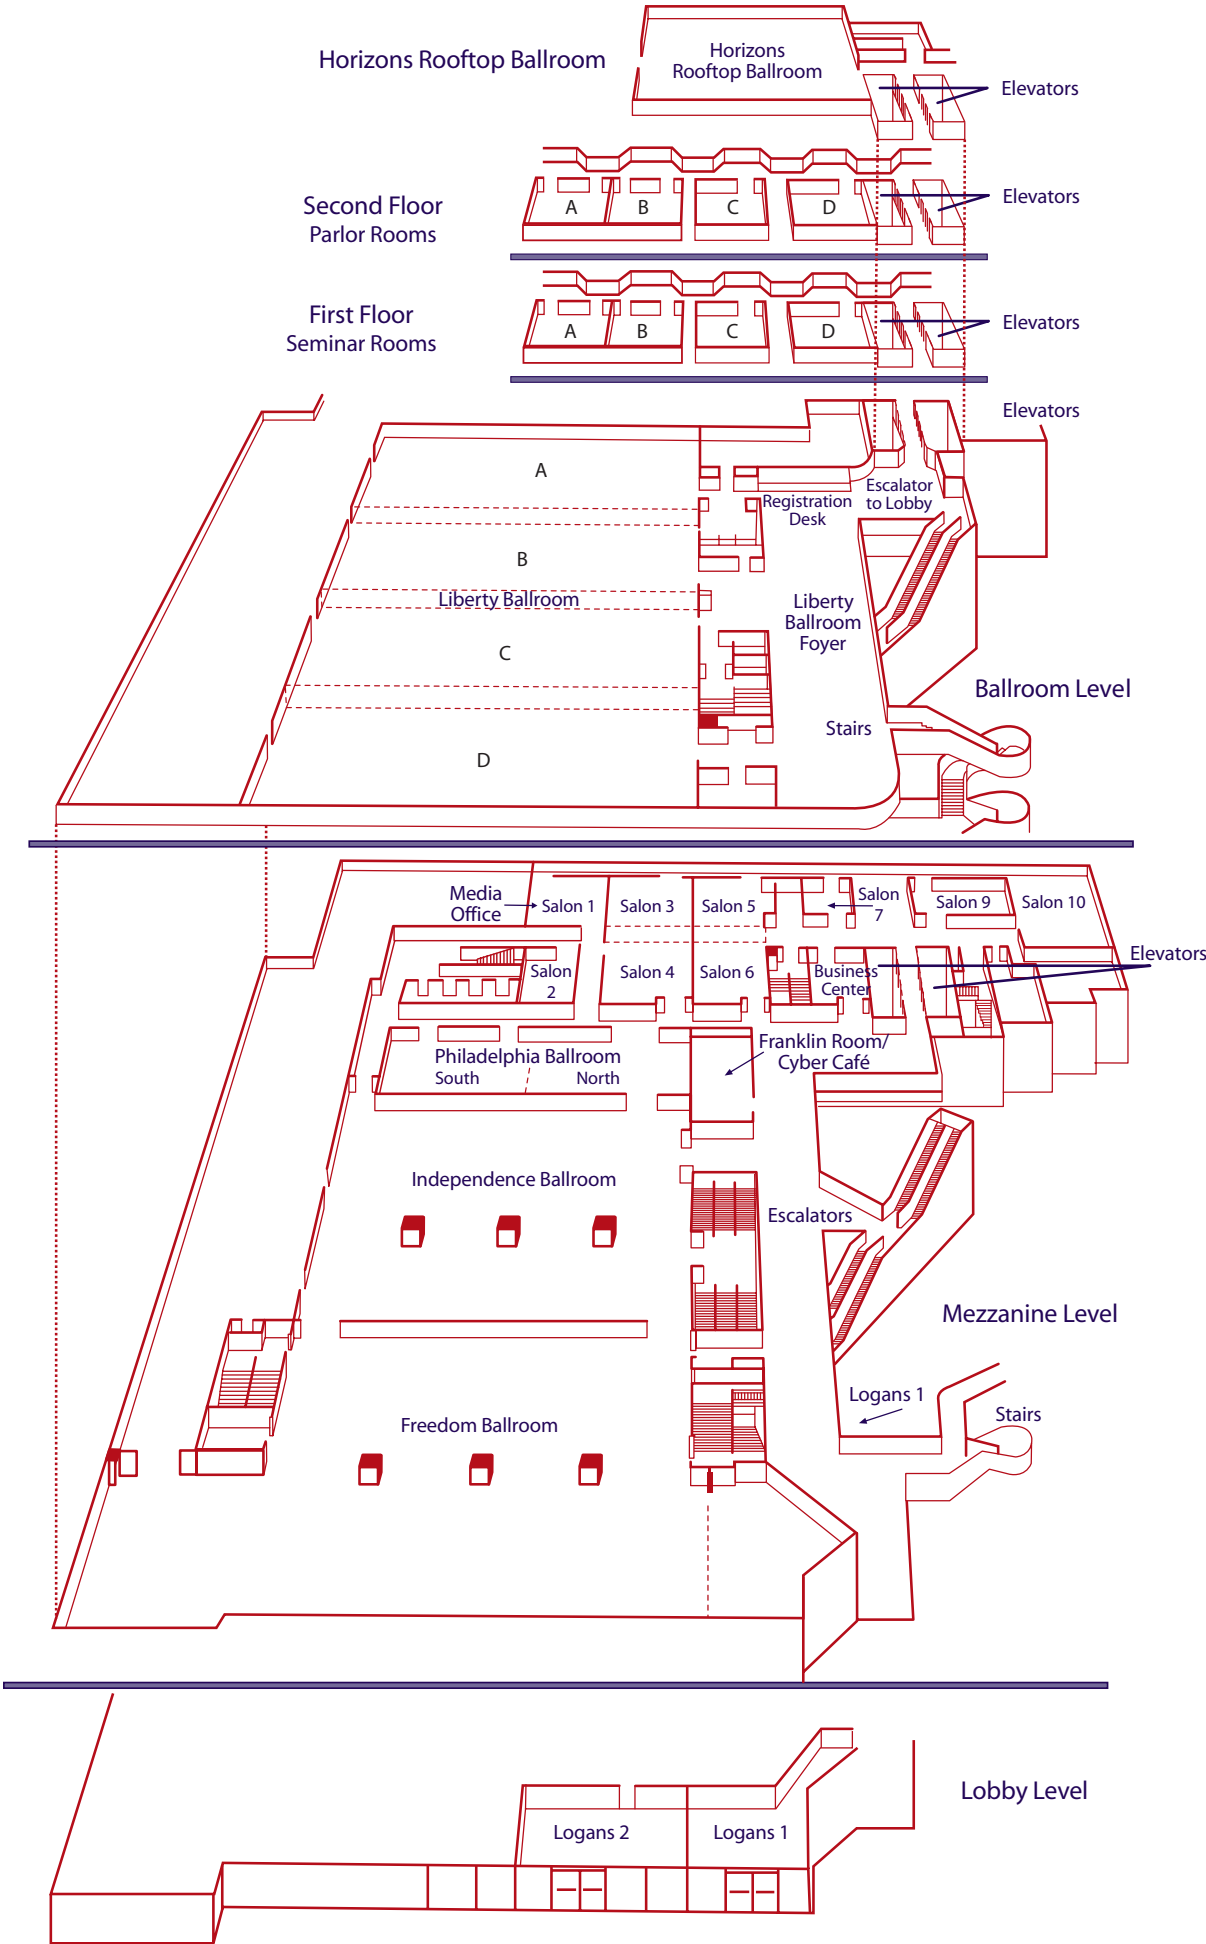 Horizons Rooftop Ballroom
Horizons
Rooftop Ballroom
Elevators
Second Floor
Parlor Rooms
A
B
C
D
Elevators
First Floor
Seminar Rooms
A
B
C
D
Elevators
Elevators
A
Registration
Desk
Escalator
to Lobby
B
Liberty Ballroom
Liberty
Ballroom
Foyer
C
Ballroom Level
Stairs
D
Media
Office
Salon 1
Salon 3
Salon 5
Salon
7
Salon 9
Salon 10
Salon
2
Salon 4
Salon 6
Business
Center
Elevators
Philadelphia Ballroom
South
North
Franklin Room/
Cyber Café
Independence Ballroom
Escalators
Mezzanine Level
Logans 1
Stairs
Freedom Ballroom
Lobby Level
Logans 2
Logans 1